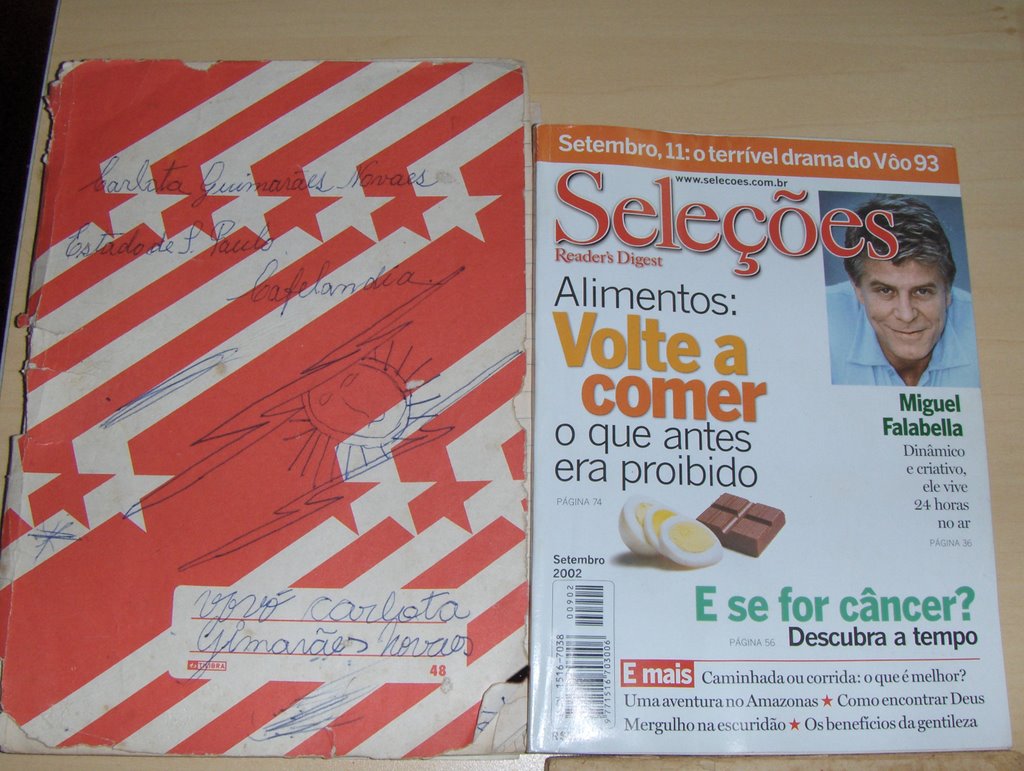 Carlota Guimarães Novaes
Estado de S. Paulo
Cafelandia
vovó carlota
Gimarães Novaes
48
Setembro, 11: o terrível drama do Vôo 93
www.selecoes.com.br
Seleções
Reader's Digest
Alimentos:
Volte a
comer
o que antes
era proibido
PÁGINA 74
Miguel
Falabella
Dinâmico
e criativo,
ele vive
24 horas
no ar
PÁGINA 36
Setembro
2002
00902
1516-7038
9771516703006
E se for câncer?
PÁGINA 56 Descubra a tempo
E mais Caminhada ou corrida: o que é melhor?
Uma aventura no Amazonas ★ Como encontrar Deus
Mergulho na escuridão ★ Os benefícios da gentileza